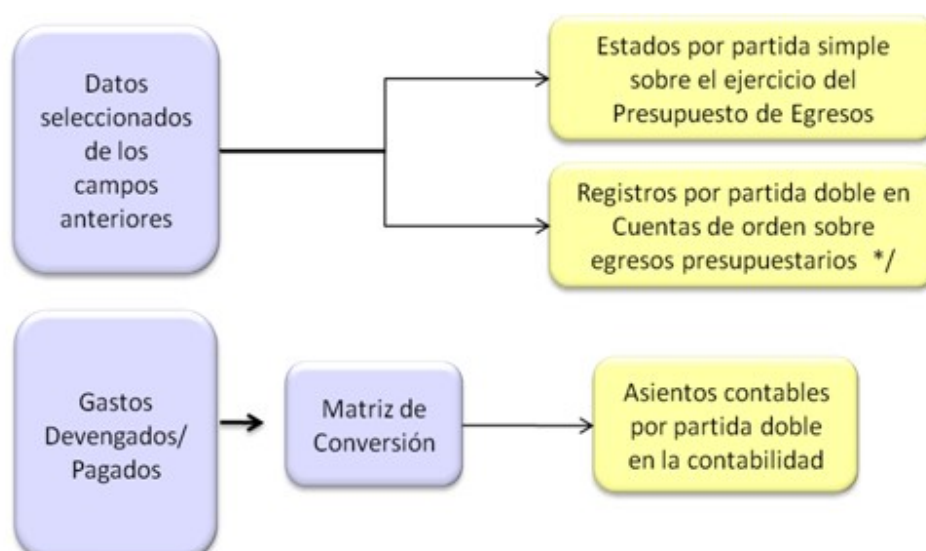 Datos
seleccionados
de los
campos
anteriores
Estados por partida simple
sobre el ejercicio del
Presupuesto de Egresos
Registros por partida doble en
Cuentas de orden sobre
egresos presupuestarios */
Gastos
Devengados/
Pagados
Matriz de
Conversión
Asientos contables
por partida doble
en la contabilidad